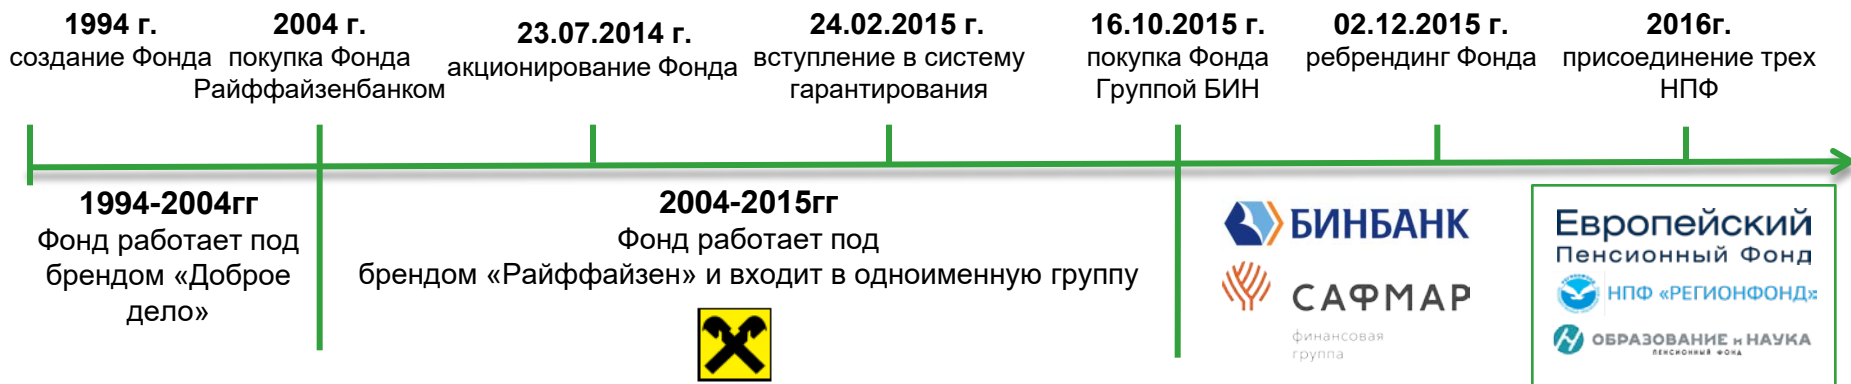 1994 г.
создание Фонда
2004 г.
покупка Фонда
Райффайзенбанком
23.07.2014 г.
акционирование Фонда
24.02.2015 г.
вступление в систему
гарантирования
16.10.2015 г.
покупка Фонда
Группой БИН
02.12.2015 г.
ребрендинг Фонда
2016г.
присоединение трех
НПФ
1994-2004гг
Фонд работает под
брендом «Доброе
дело»
2004-2015гг
Фонд работает под
брендом «Райффайзен» и входит в одноименную группу
БИНБАНК
САФМАР
финансовая
группа
Европейский
Пенсионный Фонд
НПФ «РЕГИОНФОНД»
ОБРАЗОВАНИЕ и НАУКА
ПЕНСИОННЫЙ ФОНД